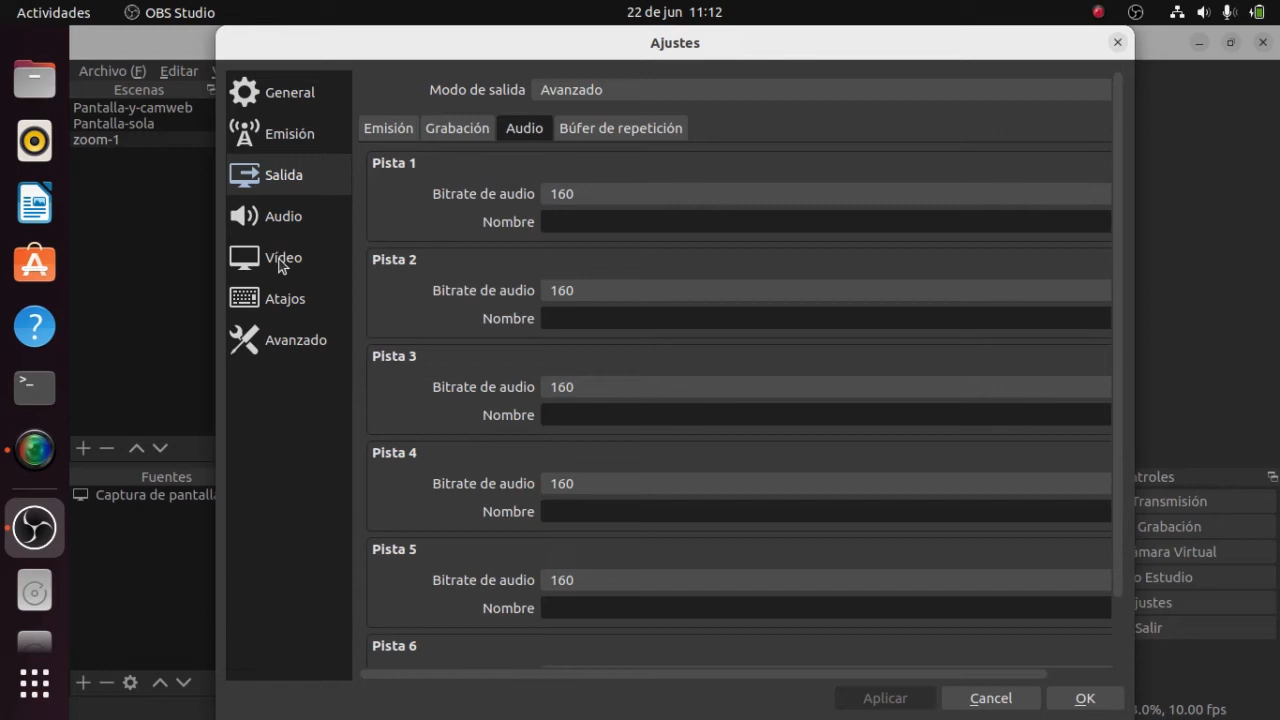 Actividades
OBS Studio
22 de jun 11:12
Ajustes
Archivo (F)
Editar
Escenas
Pantalla-y-camweb
Pantalla-sola
zoom-1
General
Emisión
Salida
Audio
Vídeo
Atajos
Avanzado
Modo de salida
Avanzado
Emisión
Grabación
Audio
Búfer de repetición
Pista 1
Bitrate de audio
160
Nombre
Pista 2
Bitrate de audio
160
Nombre
Pista 3
Bitrate de audio
160
Nombre
Pista 4
Bitrate de audio
160
Nombre
Pista 5
Bitrate de audio
160
Nombre
Pista 6
Fuentes
Captura de pantall
ntroles
Transmisión
Grabación
mara Virtual
o Estudio
justes
Salir
Aplicar
Cancel
OK
.0%, 10.00 fps